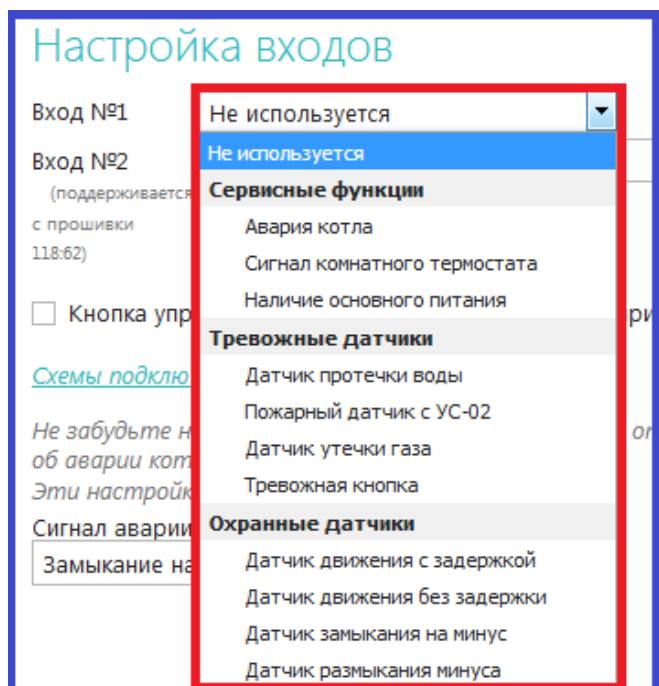 Настройка входов
Вход №1
Не используется
Вход №2
(поддерживается
с прошивки
118:62)
Не используется
Сервисные функции
Авария котла
Сигнал комнатного термостата
Наличие основного питания
Тревожные датчики
Датчик протечки воды
Пожарный датчик с УС-02
Датчик утечки газа
Тревожная кнопка
Охранные датчики
Датчик движения с задержкой
Датчик движения без задержки
Датчик замыкания на минус
Датчик размыкания минуса
Кнопка упр
Схемы подклю
Не забудьте н
об аварии кот
Эти настройк
Сигнал аварии
Замыкание на